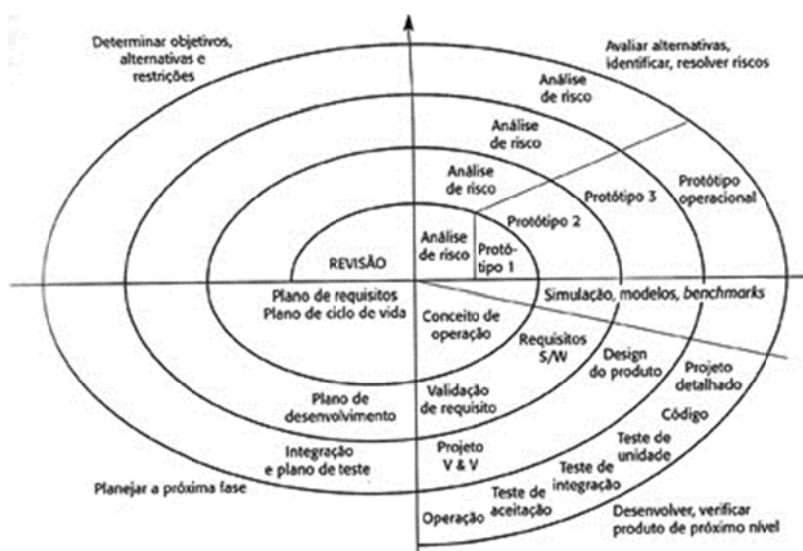 Determinar objetivos,
alternativas e
restrições
Avaliar alternativas,
identificar, resolver riscos
Análise
de risco
Análise
de risco
Análise
de risco
Análise
de risco
Protó-
tipo 1
Protótipo 2
Protótipo 3
Protótipo
operacional
REVISÃO
Plano de requisitos
Plano de ciclo de vida
Simulação, modelos, benchmarks
Conceito de
operação
Requisitos
S/W
Design
do produto
Projeto
detalhado
Plano de
desenvolvimento
Validação
de requisito
Código
Integração
e plano de teste
Projeto
V & V
Teste de
unidade
Teste de
integração
Teste de
aceitação
Operação
Planejar a próxima fase
Desenvolver, verificar
produto de próximo nível